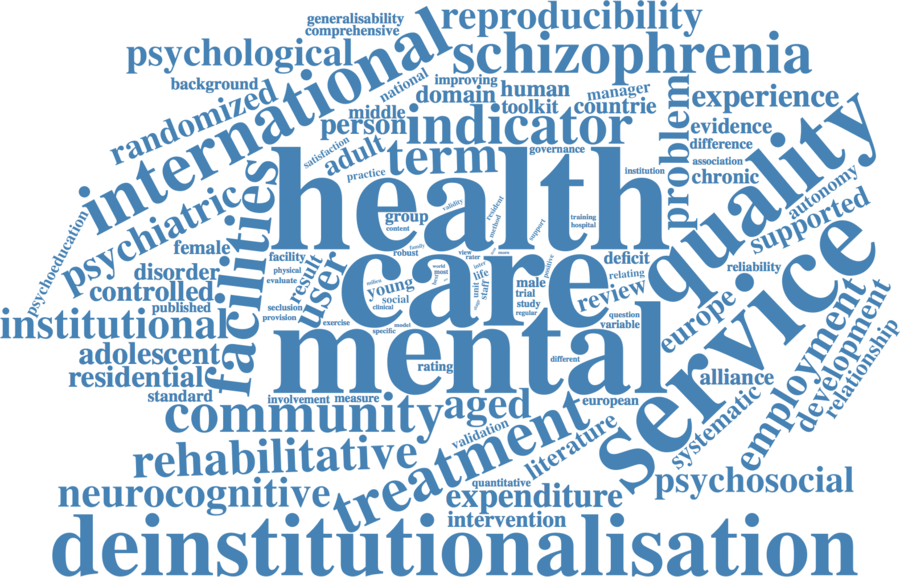 generalisability
comprehensive
reproducibility
psychological
international
schizophrenia
background
national
improving
domain
human
toolkit
manager
countrie
problem
experience
randomized
middle
person
indicator
evidence
difference
satisfaction
adult
practice
term
governance
institution
association
chronic
quality
autonomy
supported
health
psychiatric
facilities
psychoeducation
group
content
validity
resident
method
support
training
hospital
female
facility
disorder
physical
evaluate
controlled
published
result
user
seclusion
provision
exercise
robust
family
care
young
social
clinical
milieu
world
must
view
rater
inter
life
unit
staff
more
positive
male
trial
study
regular
deficit
relating
review
reliability
question
variable
europe
service
institutional
specific
model
mental
adolescent
residential
standard
rating
different
alliance
employment
development
relationship
involvement
measure
european
community
aged
treatment
validation
literature
systematic
rehabilitative
neurocognitive
quantitative
expenditure
intervention
psychosocial
deinstitutionalisation